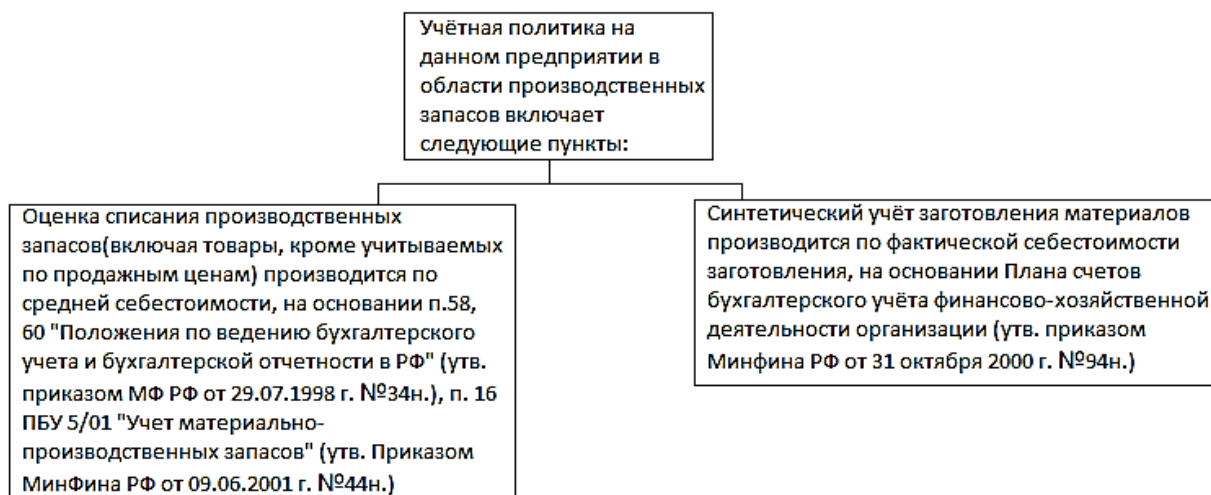 Учётная политика на
данном предприятии в
области производственных
запасов включает
следующие пункты:
Оценка списания производственных
запасов(включая товары, кроме учитываемых
по продажным ценам) производится по
средней себестоимости, на основании п.58,
60 "Положения по ведению бухгалтерского
учета и бухгалтерской отчетности в РФ" (утв.
приказом МФ РФ от 29.07.1998 г. №34н.), п. 16
ПБУ 5/01 "Учет материально-
производственных запасов" (утв. Приказом
МинФина РФ от 09.06.2001 г. №44н.)
Синтетический учёт заготовления материалов
производится по фактической себестоимости
заготовления, на основании Плана счетов
бухгалтерского учёта финансово-хозяйственной
деятельности организации (утв. приказом
Минфина РФ от 31 октября 2000 г. №94н.)